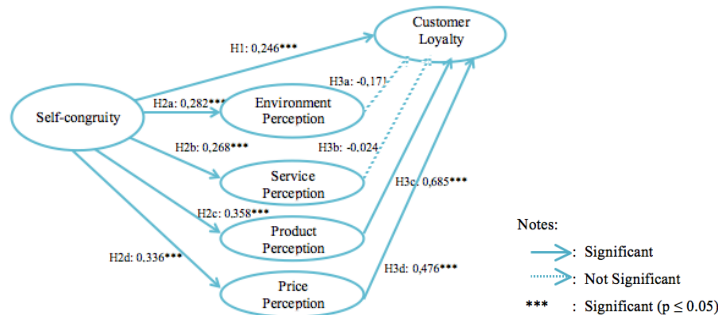 Customer
Loyalty
H1: 0,246***
H3a: -0,171
Self-congruity
H2a: 0,282***
Environment
Perception
H2b: 0,268***
H3b: -0.024
Service
Perception
H3c: 0,685***
H2c: 0,358***
Product
Perception
H2d: 0,336***
H3d: 0,476***
Price
Perception
Notes:
: Significant
: Not Significant
*** : Significant (p ≤ 0.05)